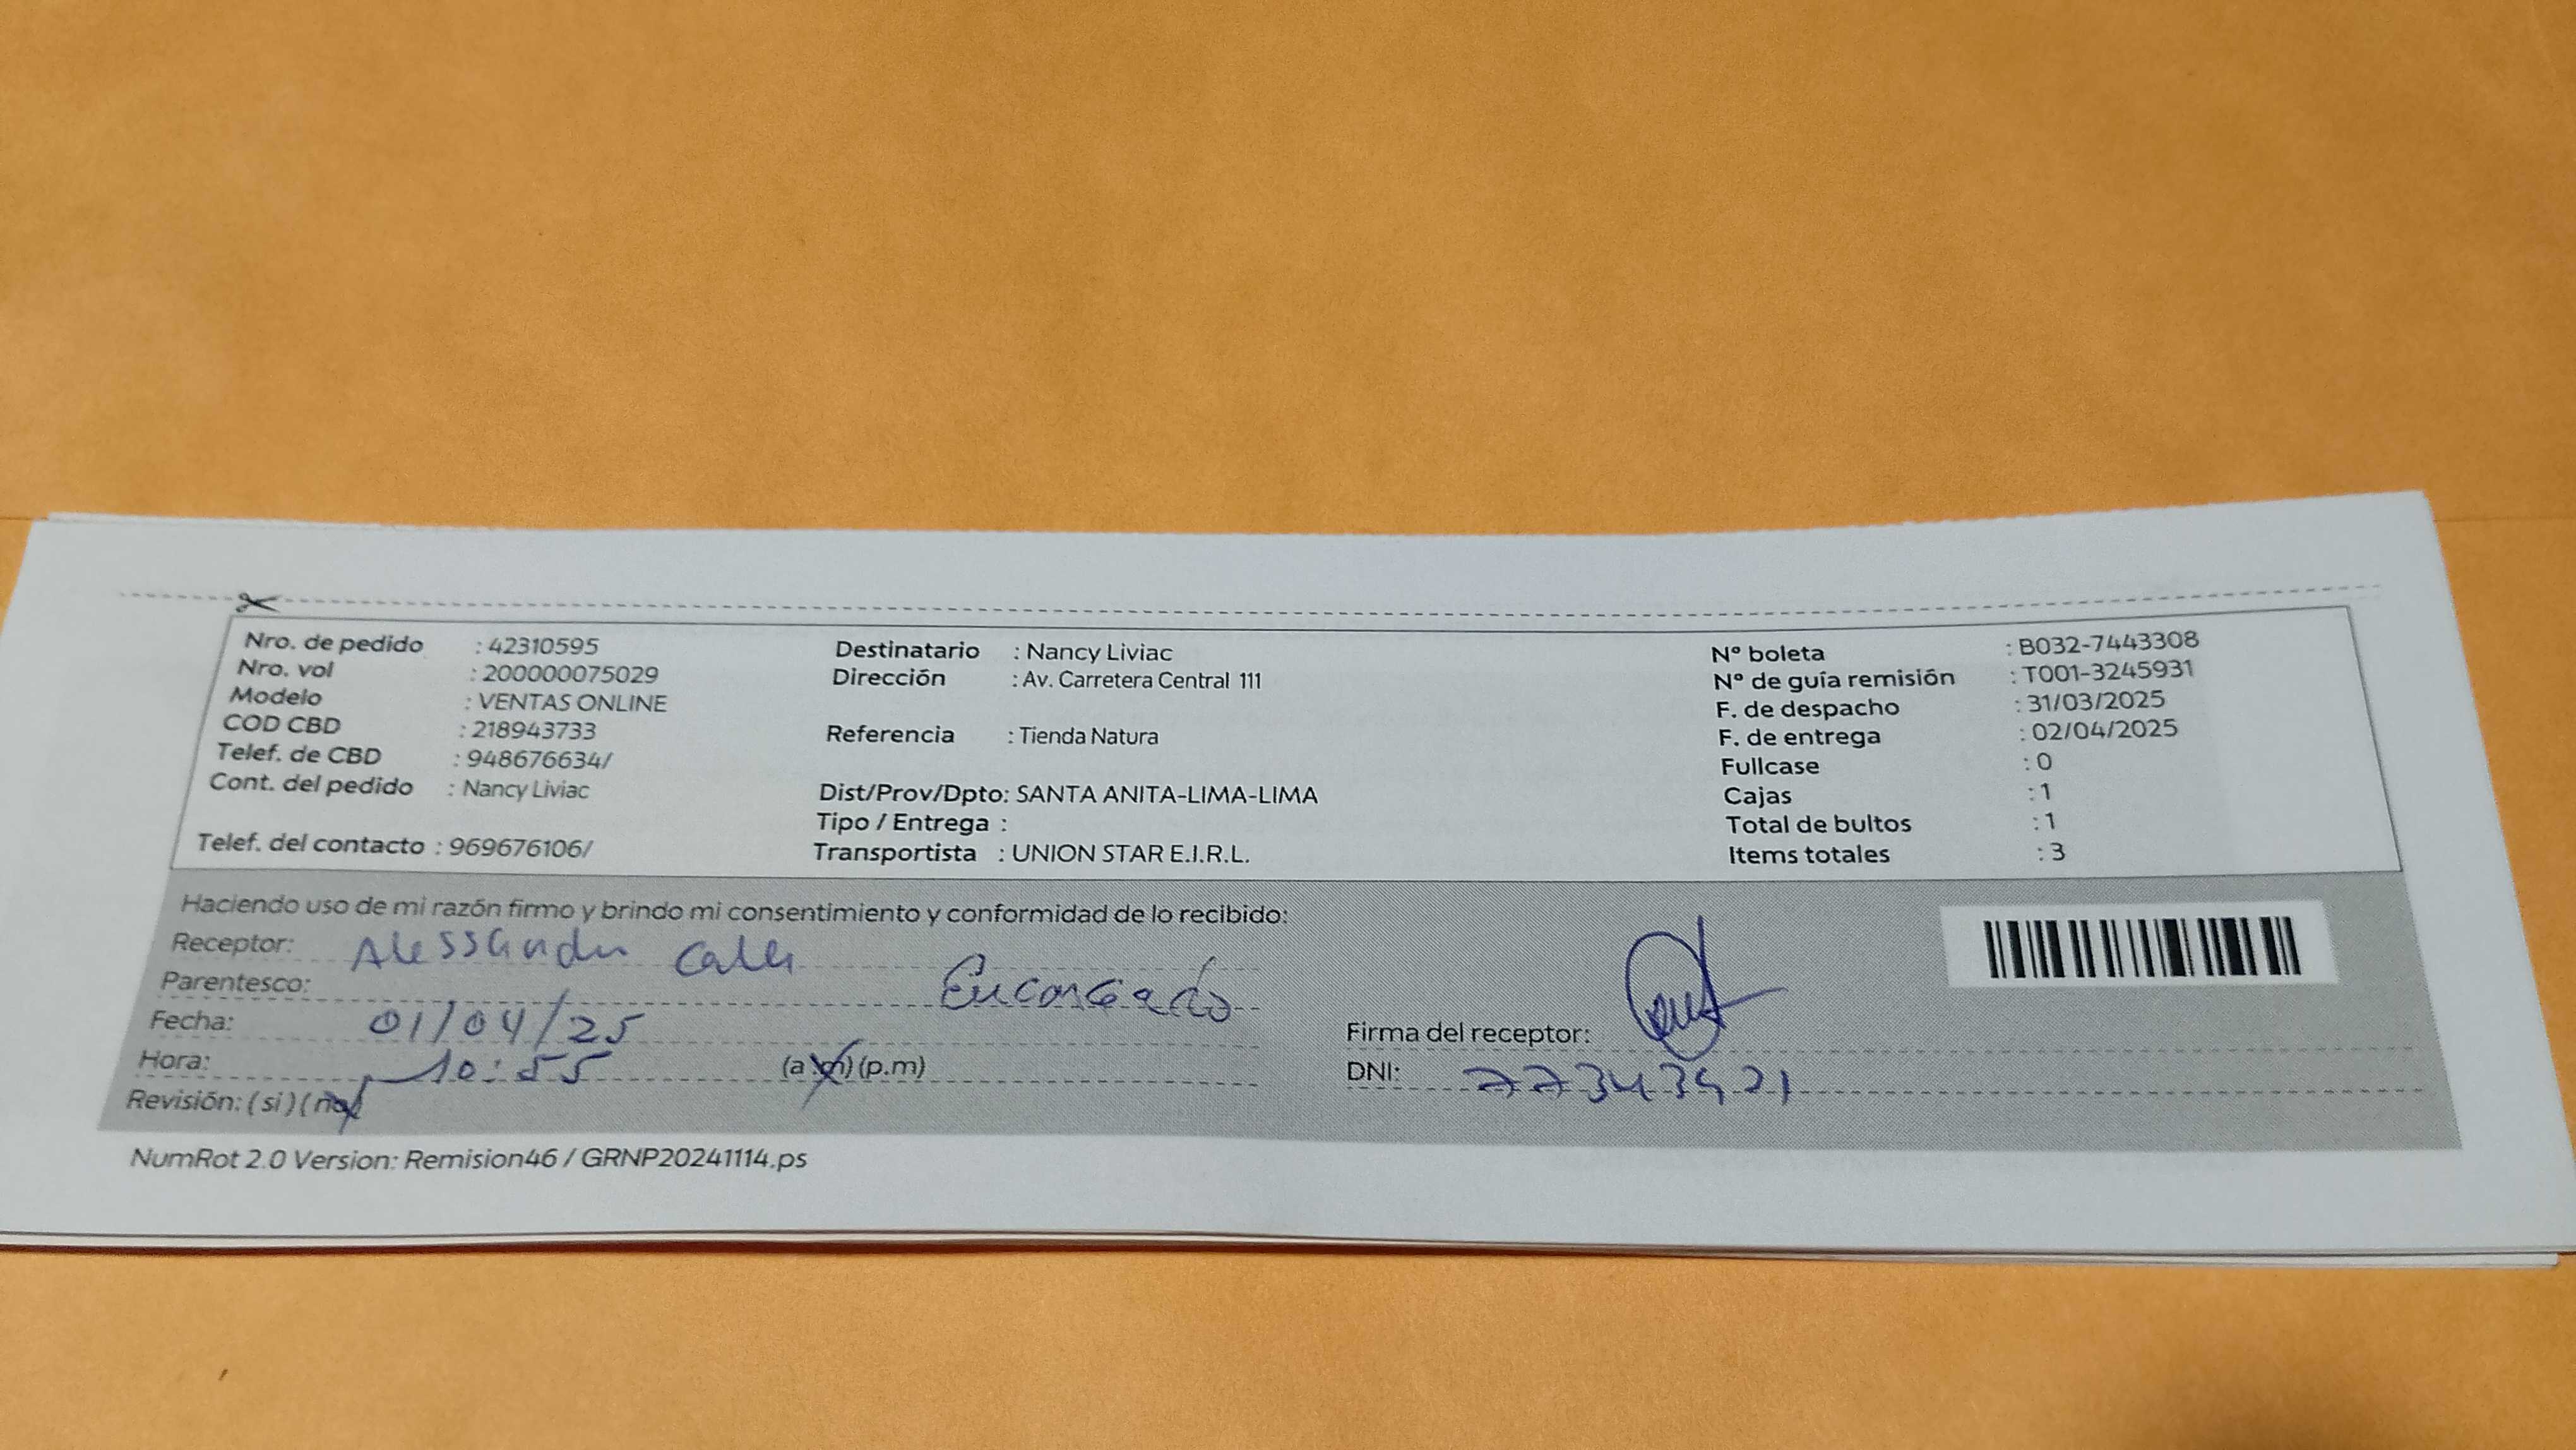 Nro. de pedido : 42310595
Nro. vol : 200000075029
Modelo : VENTAS ONLINE
COD CBD : 218943733
Telef. de CBD : 948676634/
Cont. del pedido : Nancy Liviac
Telef. del contacto : 969676106/
Destinatario : Nancy Liviac
Dirección : Av. Carretera Central 111
Referencia : Tienda Natura
Dist/Prov/Dpto: SANTA ANITA-LIMA-LIMA
Tipo / Entrega :
Transportista : UNION STAR E.I.R.L.
Nº boleta : B032-7443308
Nº de guía remisión : T001-3245931
F. de despacho : 31/03/2025
F. de entrega : 02/04/2025
Fullcase : 0
Cajas : 1
Total de bultos : 1
Items totales : 3
Haciendo uso de mi razón firmo y brindo mi consentimiento y conformidad de lo recibido:
Receptor:
Parentesco: Encargado
Fecha: 01/04/25
Hora: 10:55 (a.m) (p.m)
Revisión: (si) (no)
Firma del receptor:
DNI:
NumRot 2.0 Version: Remision46 / GRNP20241114.ps